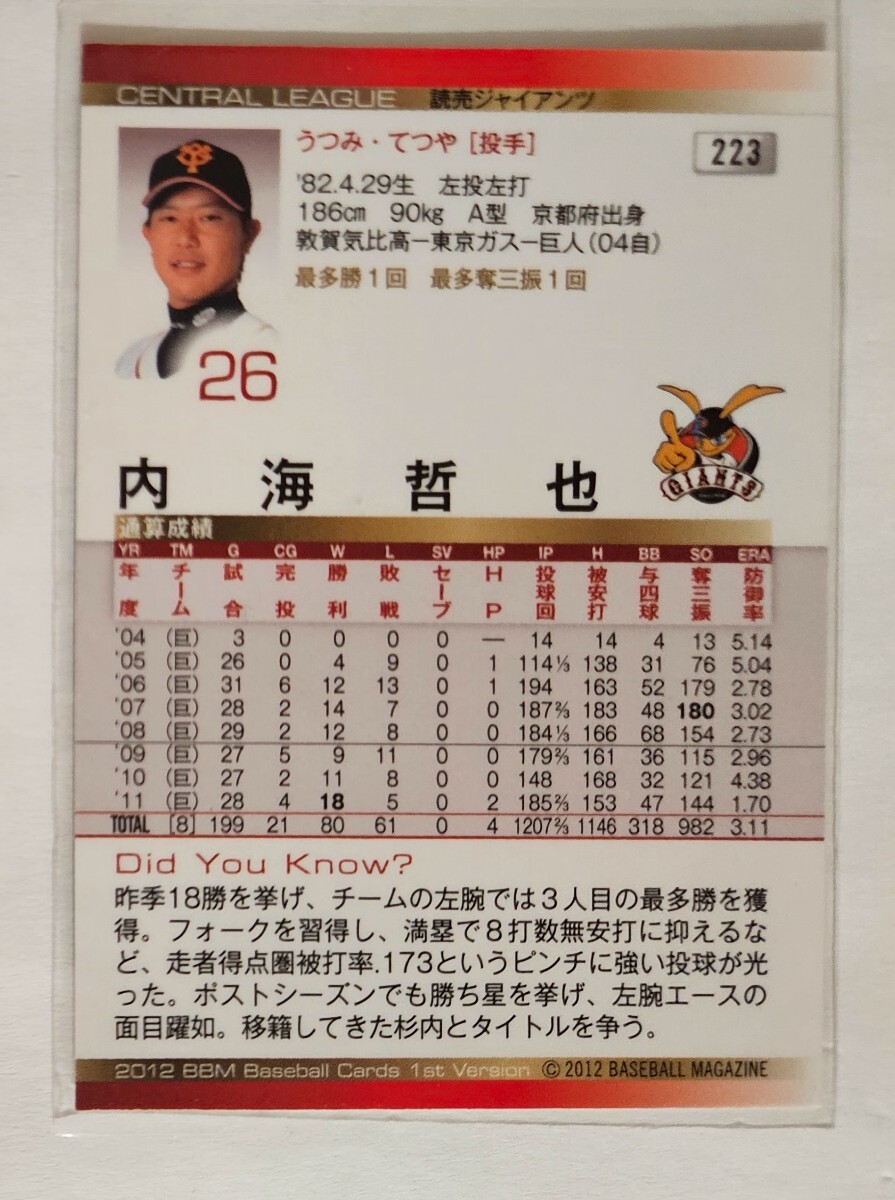 CENTRAL LEAGUE 読売ジャイアンツ
うつみ・てつや[投手]
223
'82.4.29生 左投左打
186cm 90kg A型 京都府出身
敦賀気比高ー東京ガスー巨人(04自)
最多勝1回 最多奪三振1回
26
GIANTS
内海哲也
通算成績
YR TM G CG W L SV HP IP H BB SO ERA
年度 チーム 試合 完投 勝利 敗戦 セーブ HP 投球回 被安打 与四球 奪三振 防御率
'04 (巨) 3 0 0 0 0 — 14 14 4 13 5.14
'05 (巨) 26 0 4 9 0 1 114⅓ 138 31 76 5.04
'06 (巨) 31 6 12 13 0 1 194 163 52 179 2.78
'07 (巨) 28 2 14 7 0 0 187⅔ 183 48 180 3.02
'08 (巨) 29 2 12 8 0 0 184⅓ 166 68 154 2.73
'09 (巨) 27 5 9 11 0 0 179⅔ 161 36 115 2.96
'10 (巨) 27 2 11 8 0 0 148 168 32 121 4.38
'11 (巨) 28 4 18 5 0 2 185⅔ 153 47 144 1.70
TOTAL [8] 199 21 80 61 0 4 1207⅔ 1146 318 982 3.11
Did You Know?
昨季18勝を挙げ、チームの左腕では3人目の最多勝を獲
得。フォークを習得し、満塁で8打数無安打に抑えるな
ど、走者得点圏被打率.173というピンチに強い投球が光
った。ポストシーズンでも勝ち星を挙げ、左腕エースの
面目躍如。移籍してきた杉内とタイトルを争う。
2012 BBM Baseball Cards 1st Version © 2012 BASEBALL MAGAZINE